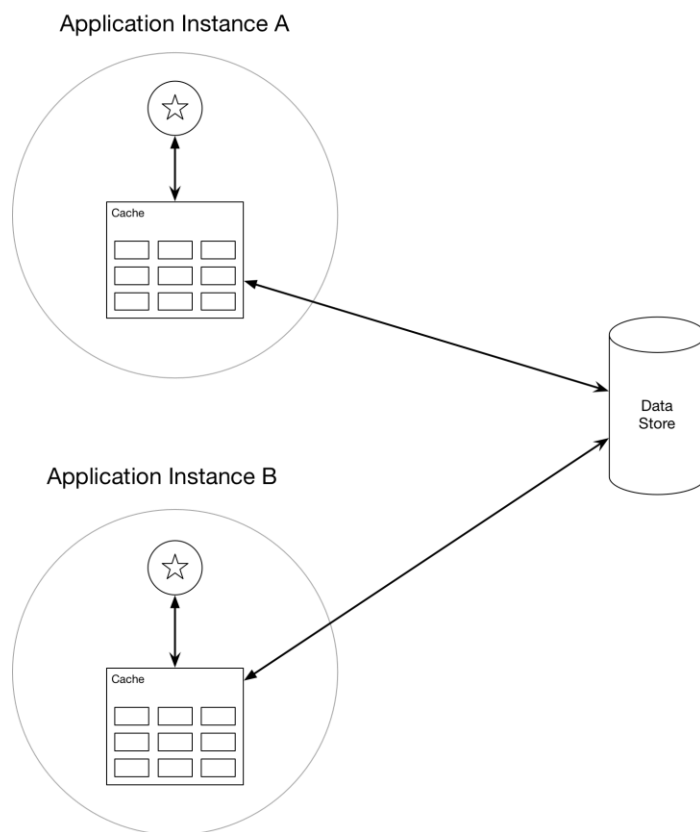 Application Instance A
Cache
Data
Store
Application Instance B
Cache